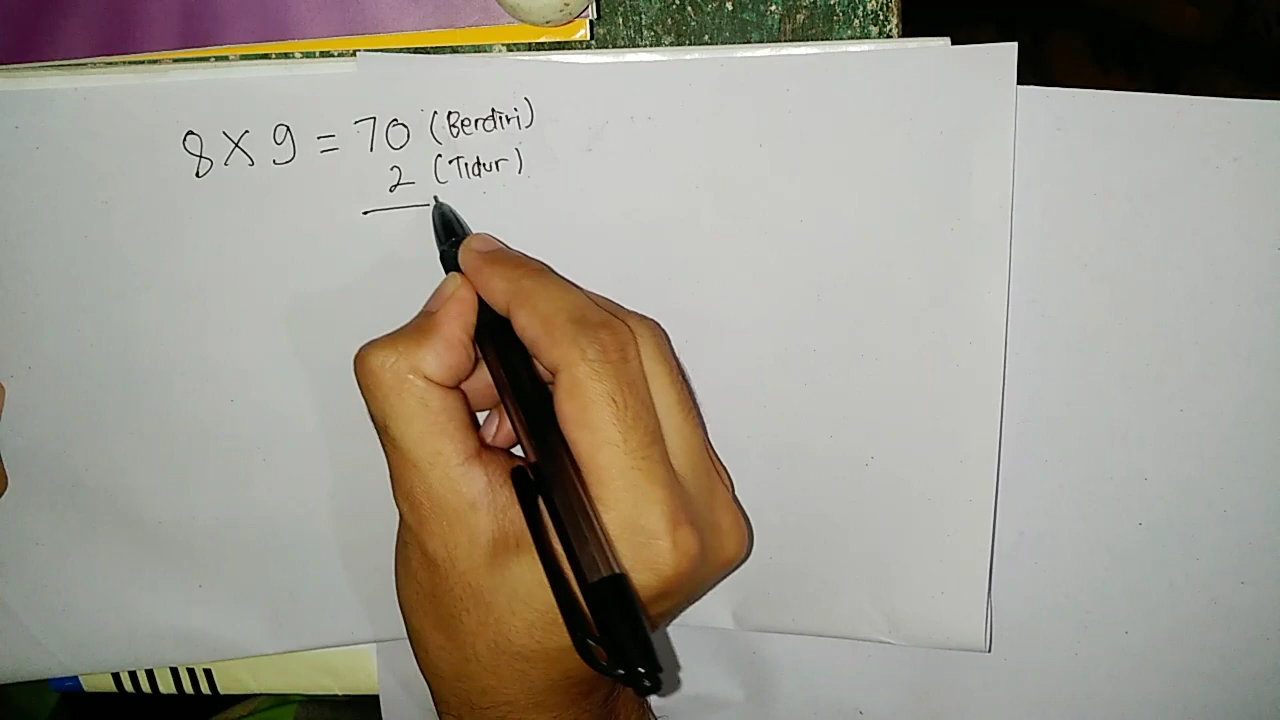 8 X 9 = 70 (Berdiri)
2 (Tidur)